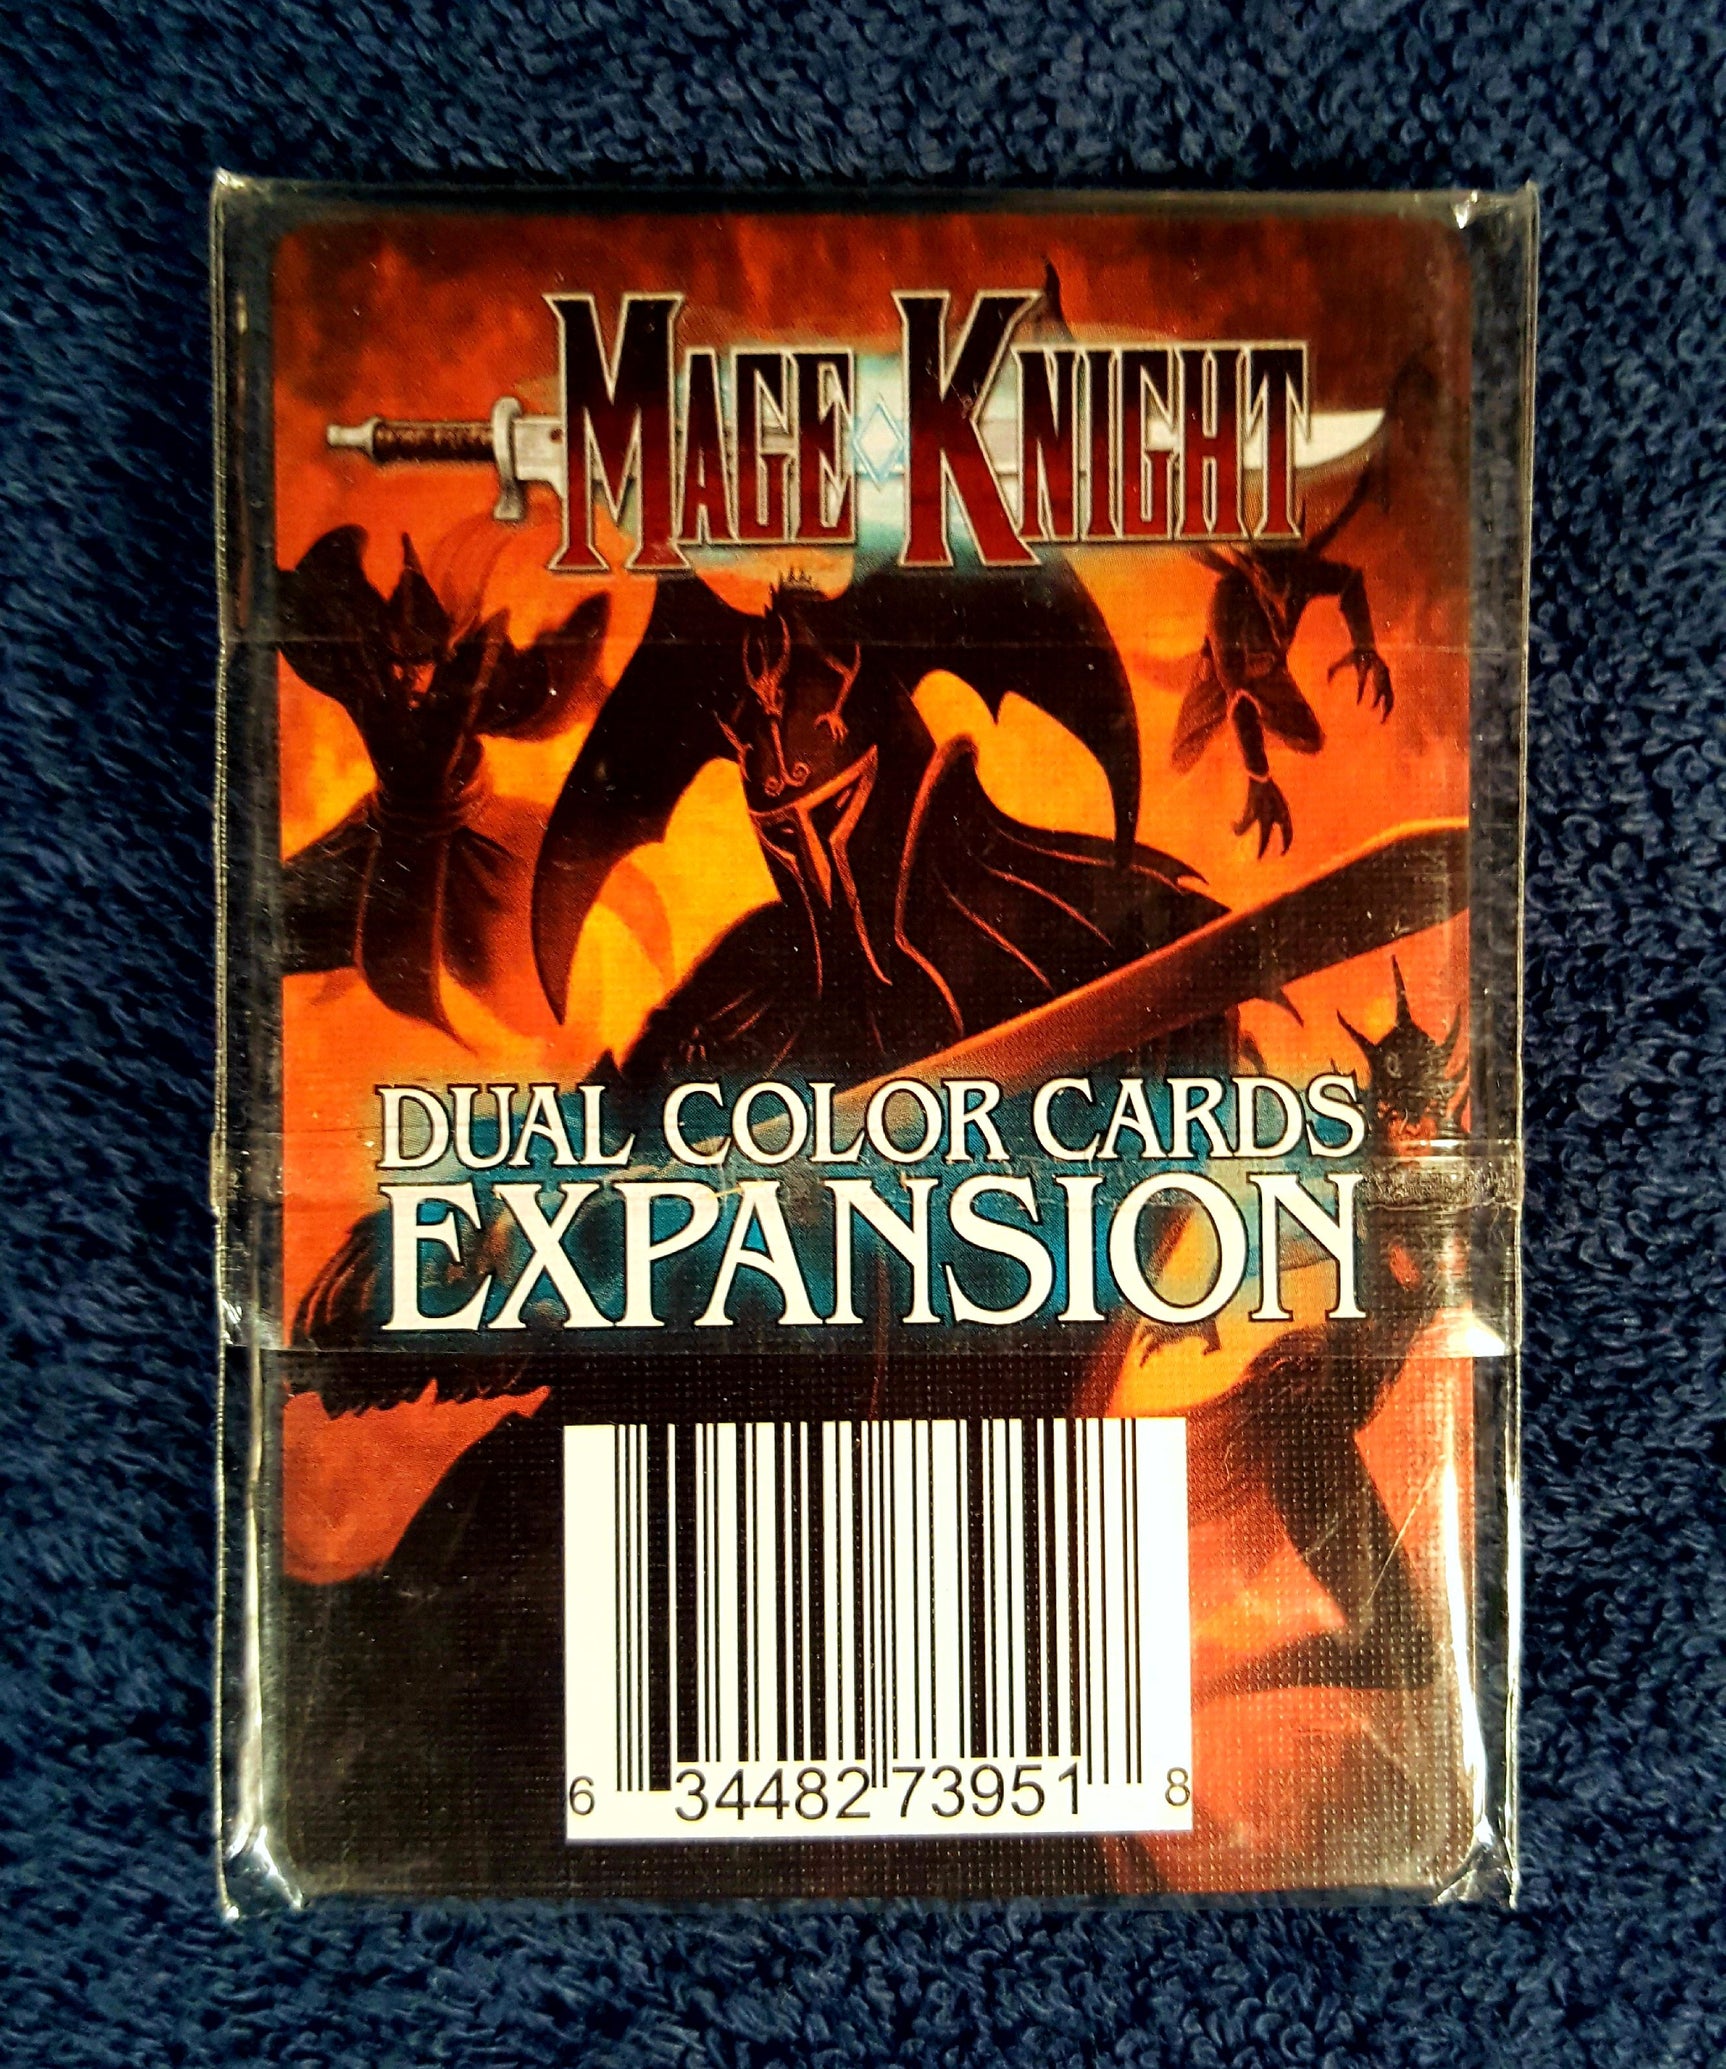 MAGE KNIGHT
DUAL COLOR CARDS
EXPANSION
6 34482 73951 8